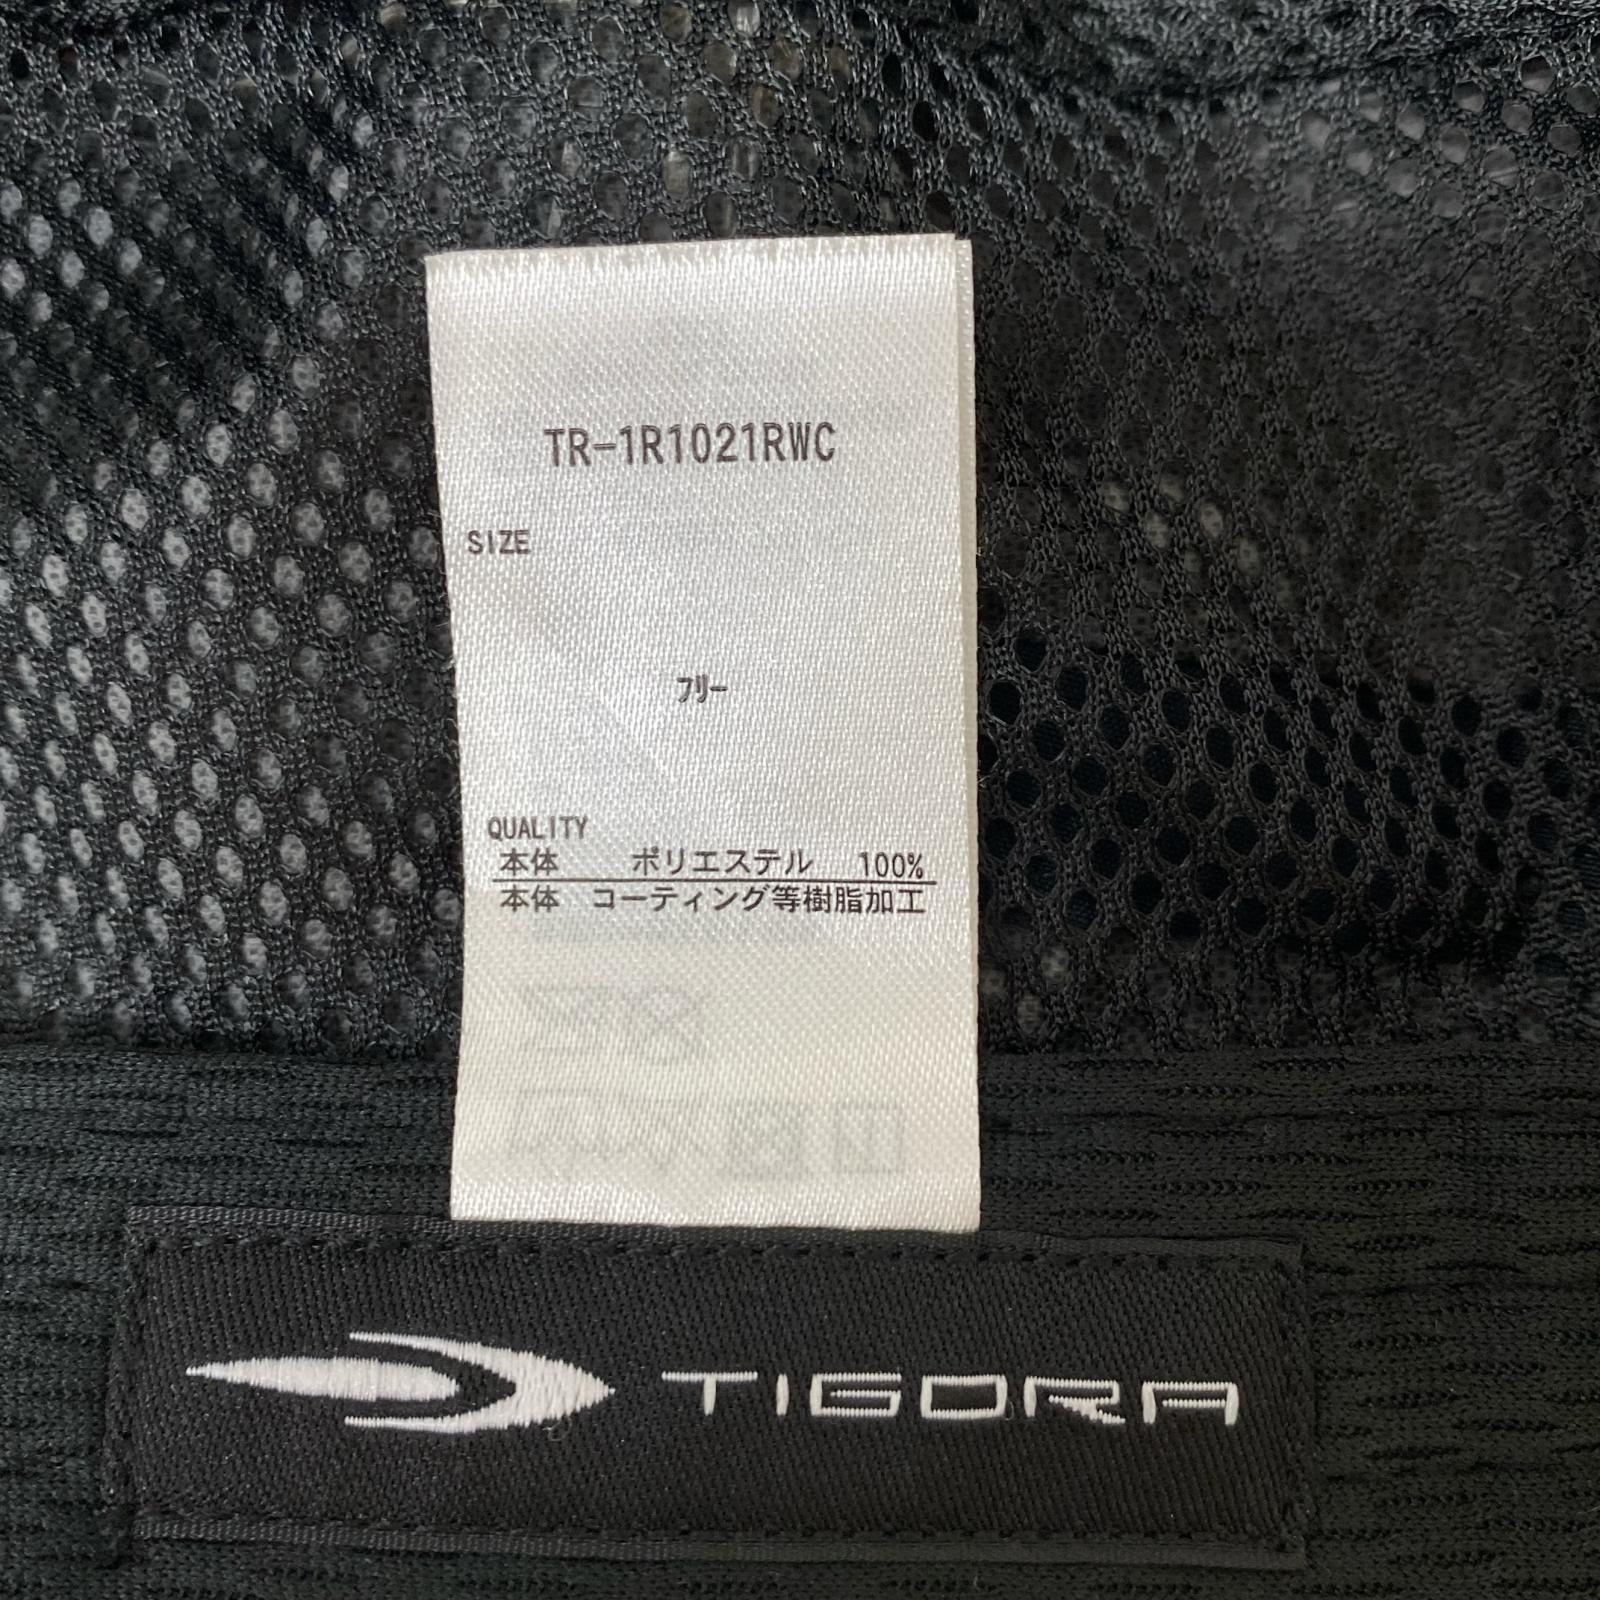 TR-1R1021RWC
SIZE
フリー
QUALITY
本体 ポリエステル 100%
本体 コーティング等樹脂加工
TIGORA